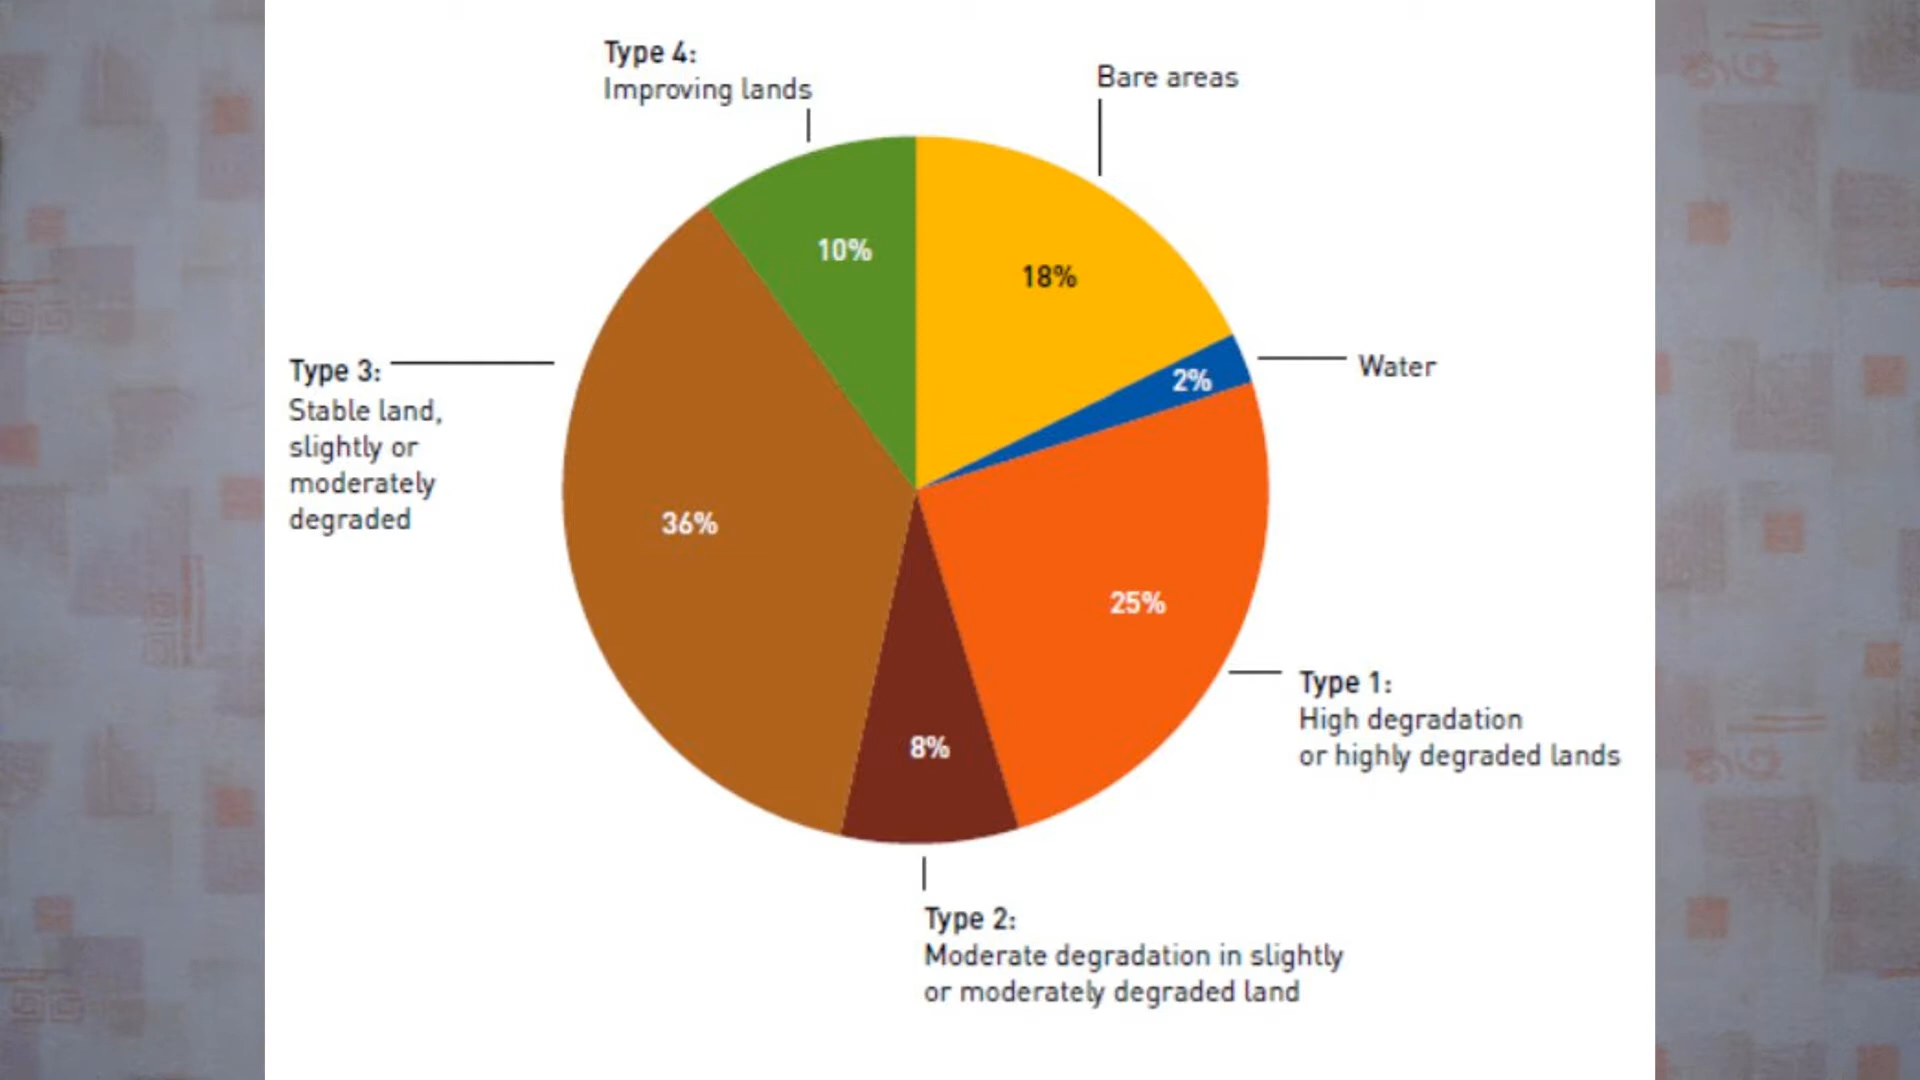 Type 4:
Improving lands
Bare areas
10%
18%
Type 3:
Stable land,
slightly or
moderately
degraded
Water
2%
36%
25%
Type 1:
High degradation
or highly degraded lands
8%
Type 2:
Moderate degradation in slightly
or moderately degraded land